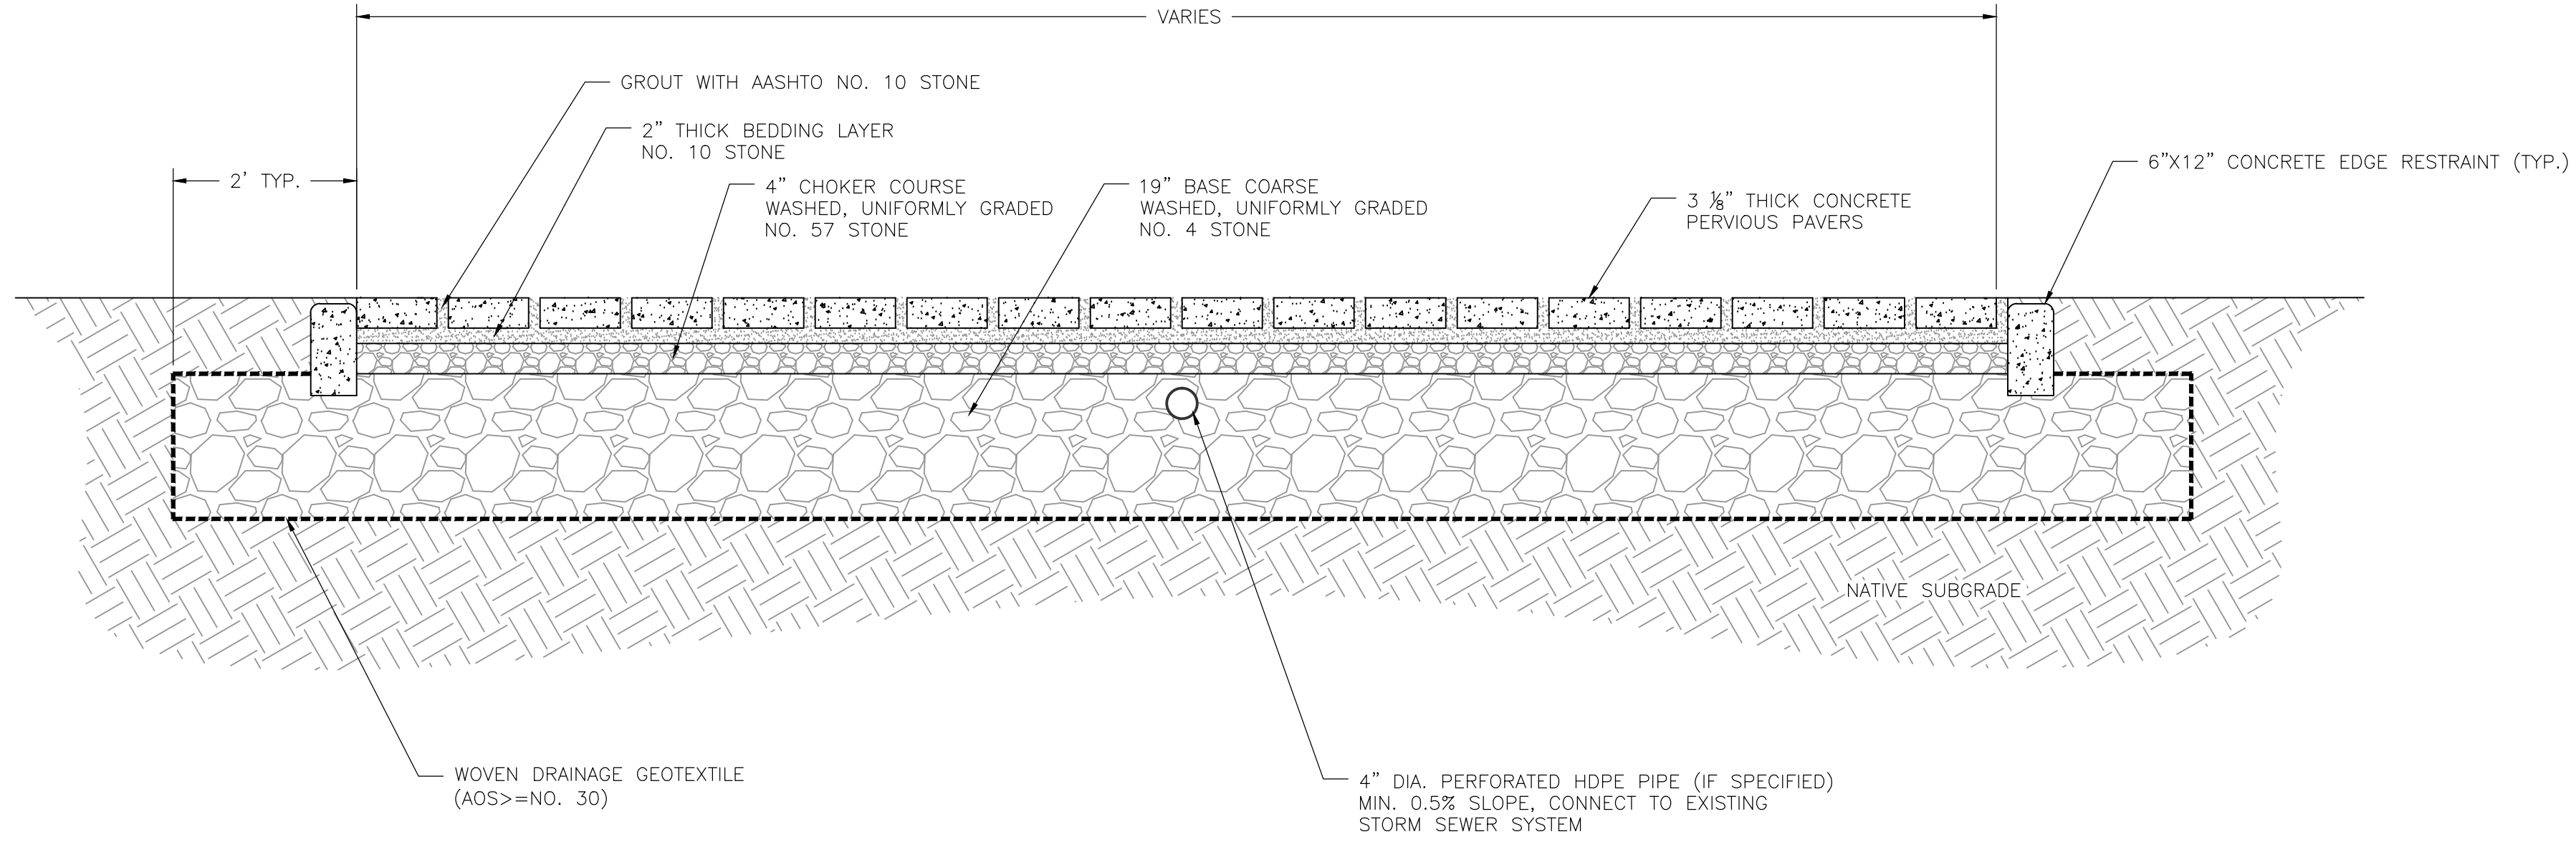 VARIES
GROUT WITH AASHTO NO. 10 STONE
2” THICK BEDDING LAYER
NO. 10 STONE
2' TYP.
4” CHOKER COURSE
WASHED, UNIFORMLY GRADED
NO. 57 STONE
19” BASE COARSE
WASHED, UNIFORMLY GRADED
NO. 4 STONE
3 ⅛” THICK CONCRETE
PERVIOUS PAVERS
6”X12” CONCRETE EDGE RESTRAINT (TYP.)
NATIVE SUBGRADE
WOVEN DRAINAGE GEOTEXTILE
(AOS>=NO. 30)
4” DIA. PERFORATED HDPE PIPE (IF SPECIFIED)
MIN. 0.5% SLOPE, CONNECT TO EXISTING
STORM SEWER SYSTEM